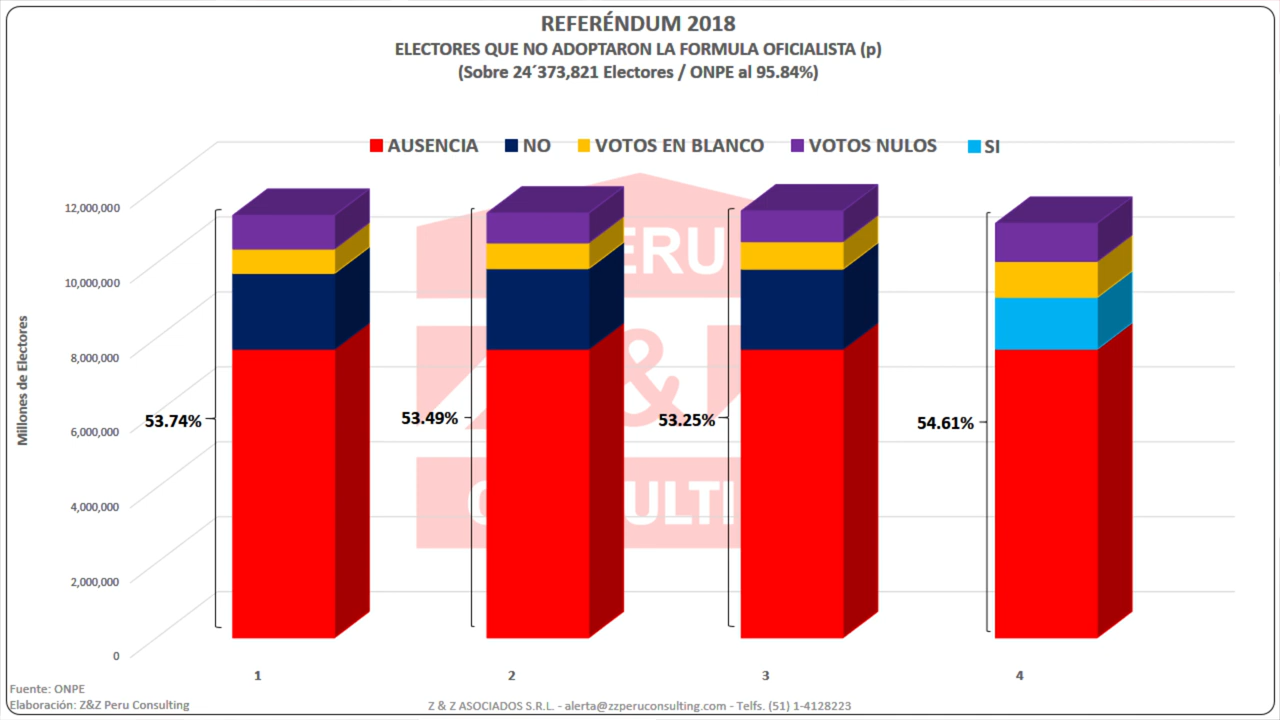 REFERÉNDUM 2018
ELECTORES QUE NO ADOPTARON LA FORMULA OFICIALISTA (p)
(Sobre 24´373,821 Electores / ONPE al 95.84%)
AUSENCIA NO VOTOS EN BLANCO VOTOS NULOS SI
12,000,000
10,000,000
8,000,000
6,000,000
4,000,000
2,000,000
0
Millones de Electores
53.74%
53.49%
53.25%
54.61%
ERU
&
ULTI
1 2 3 4
Fuente: ONPE
Elaboración: Z&Z Peru Consulting
Z & Z ASOCIADOS S.R.L. - alerta@zzperuconsulting.com - Telfs. (51) 1-4128223